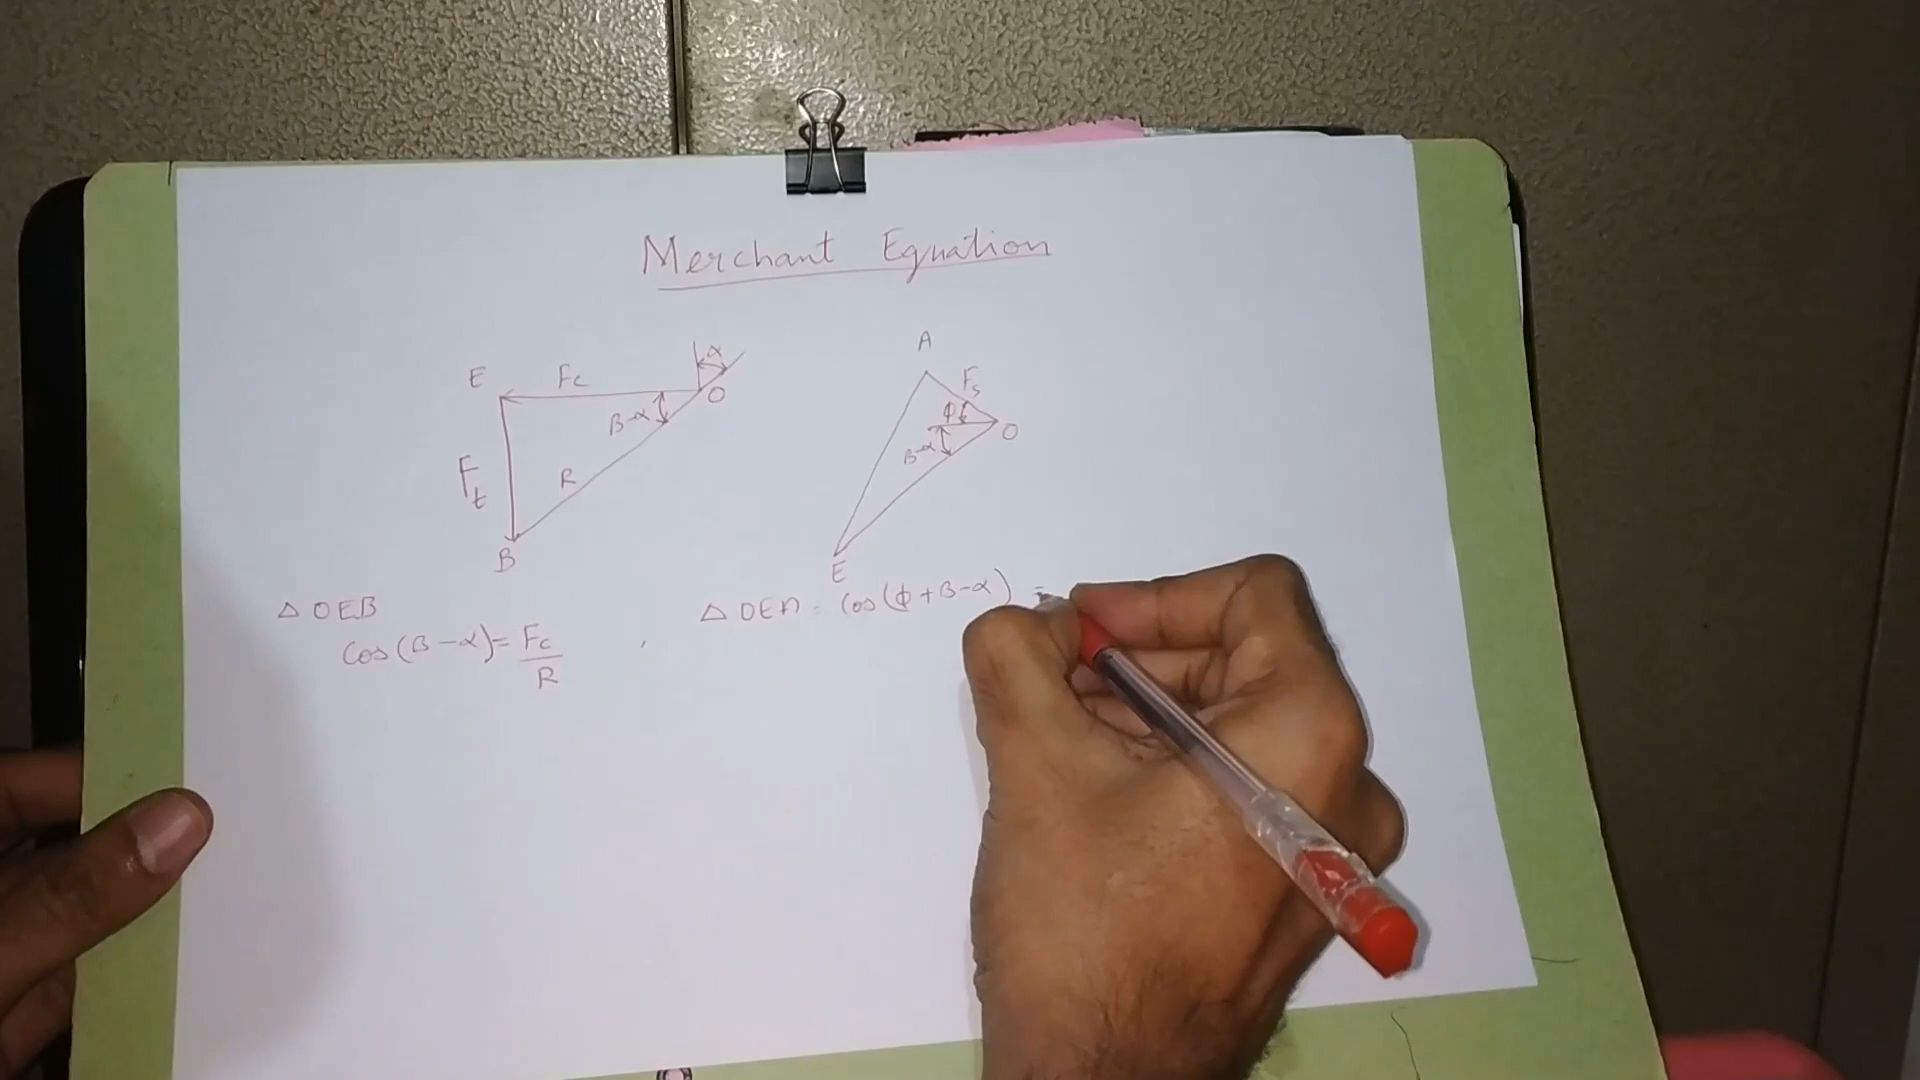 Merchant Equation
E
Fc
α
O
β-α
Ft
R
B
A
Fs
ϕ
O
β-α
E
△ OEB
Cos(β-α)= Fc/R
△ OEA = Cos(ϕ+β-α) =